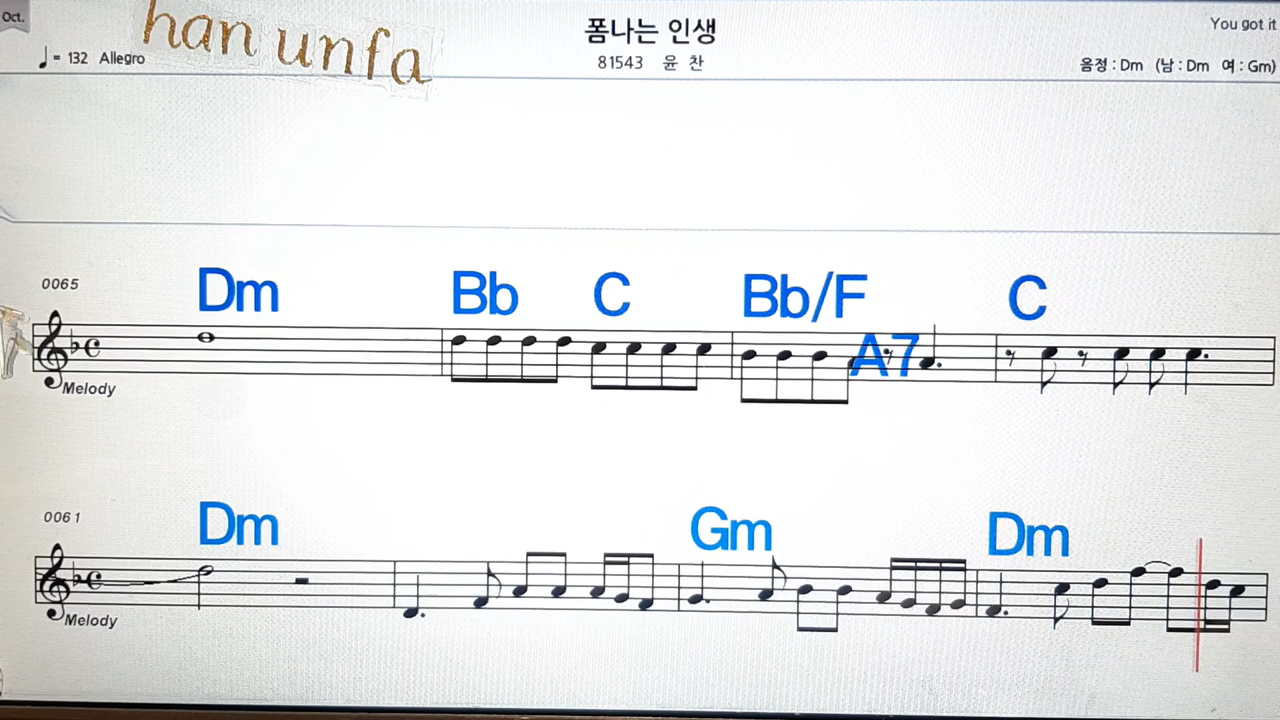 Oct.
han unfa
폼나는 인생
You got it
♩= 132 Allegro
81543 윤 찬
음정 : Dm (남 : Dm 여 : Gm)
0065
Dm Bb C Bb/F A7 C
Melody
0061
Dm Gm Dm
Melody